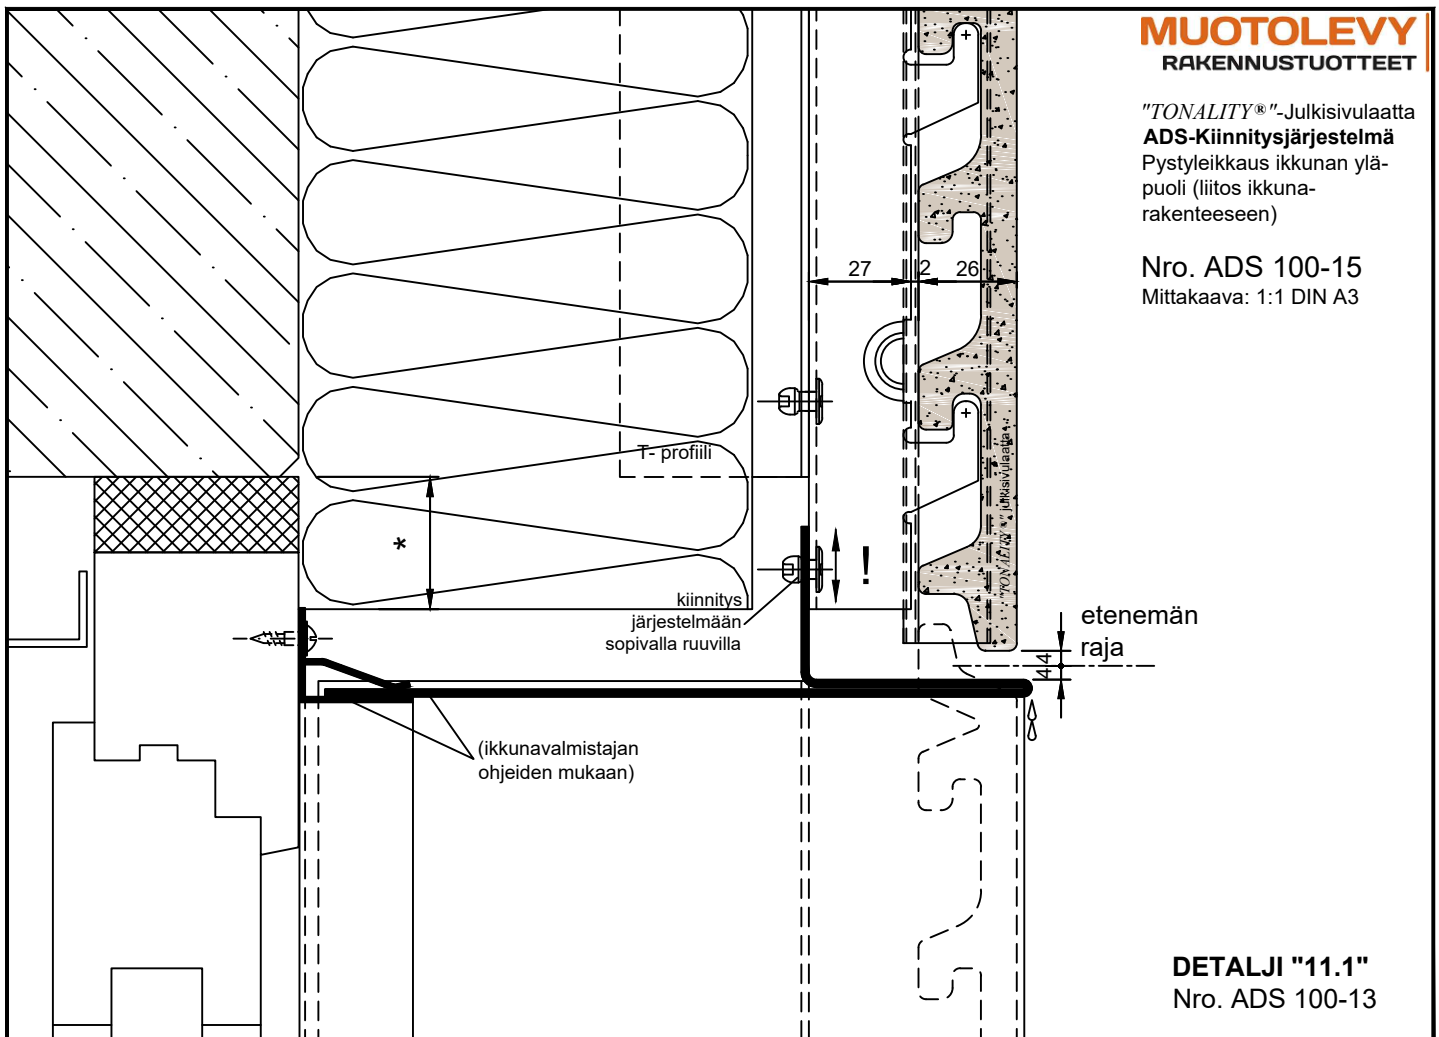 MUOTOLEVY
RAKENNUSTUOTTEET
"TONALITY®"-Julkisivulaatta
ADS-Kiinnitysjärjestelmä
Pystyleikkaus ikkunan ylä-
puoli (liitos ikkuna-
rakenteeseen)
Nro. ADS 100-15
Mittakaava: 1:1 DIN A3
27
2
26
T- profiili
"TONALITY®" julkisivulaatta
*
!
kiinnitys
järjestelmään
sopivalla ruuvilla
etenemän
raja
4
4
(ikkunavalmistajan
ohjeiden mukaan)
DETALJI "11.1"
Nro. ADS 100-13